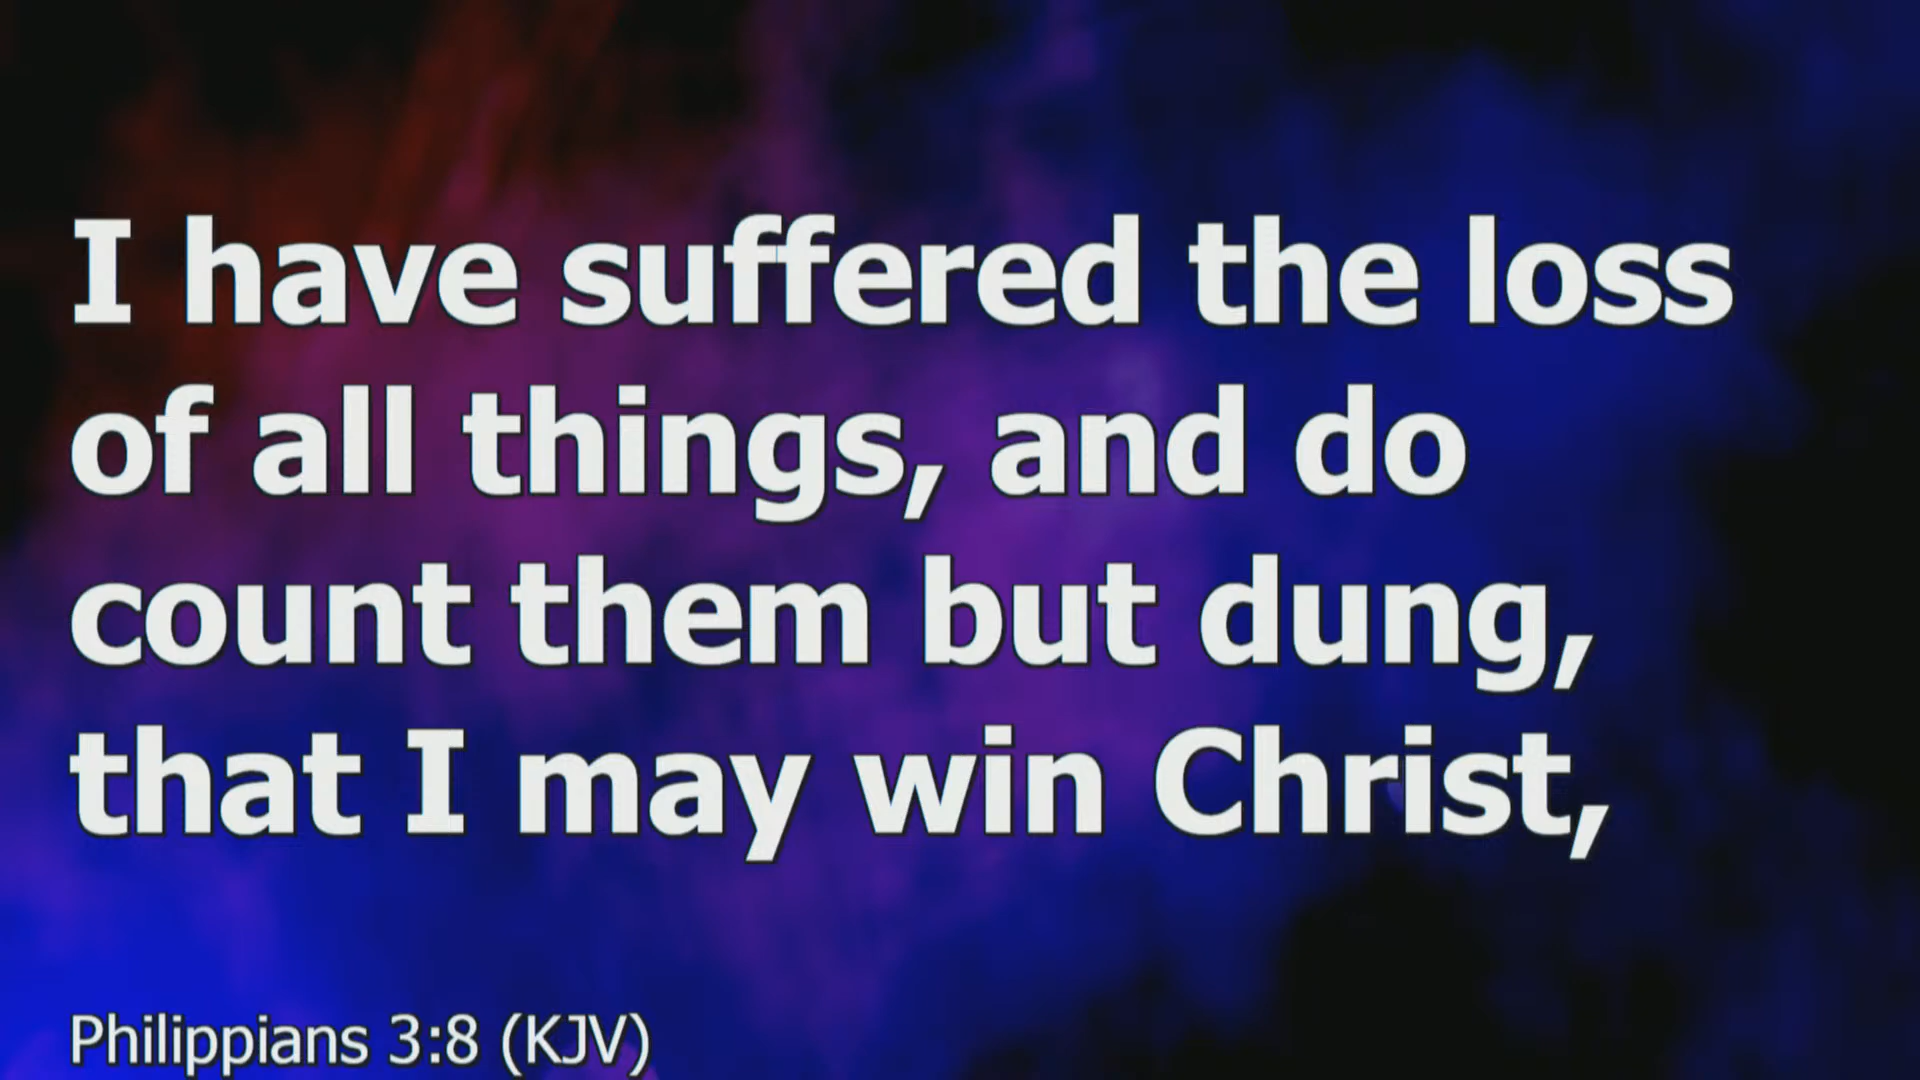 I have suffered the loss
of all things, and do
count them but dung,
that I may win Christ,
Philippians 3:8 (KJV)